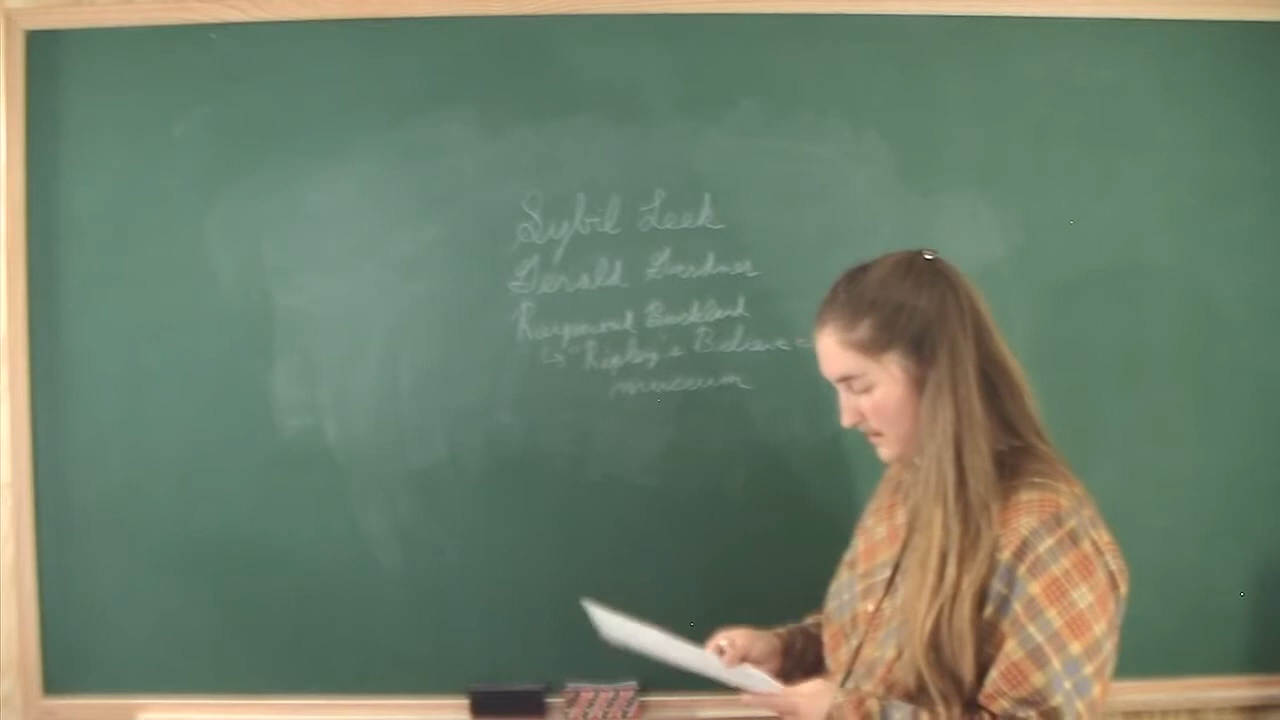 Sybil Leek
Gerald Gardner
Raymond Buckland
↳ "Ripley's Believe
museum